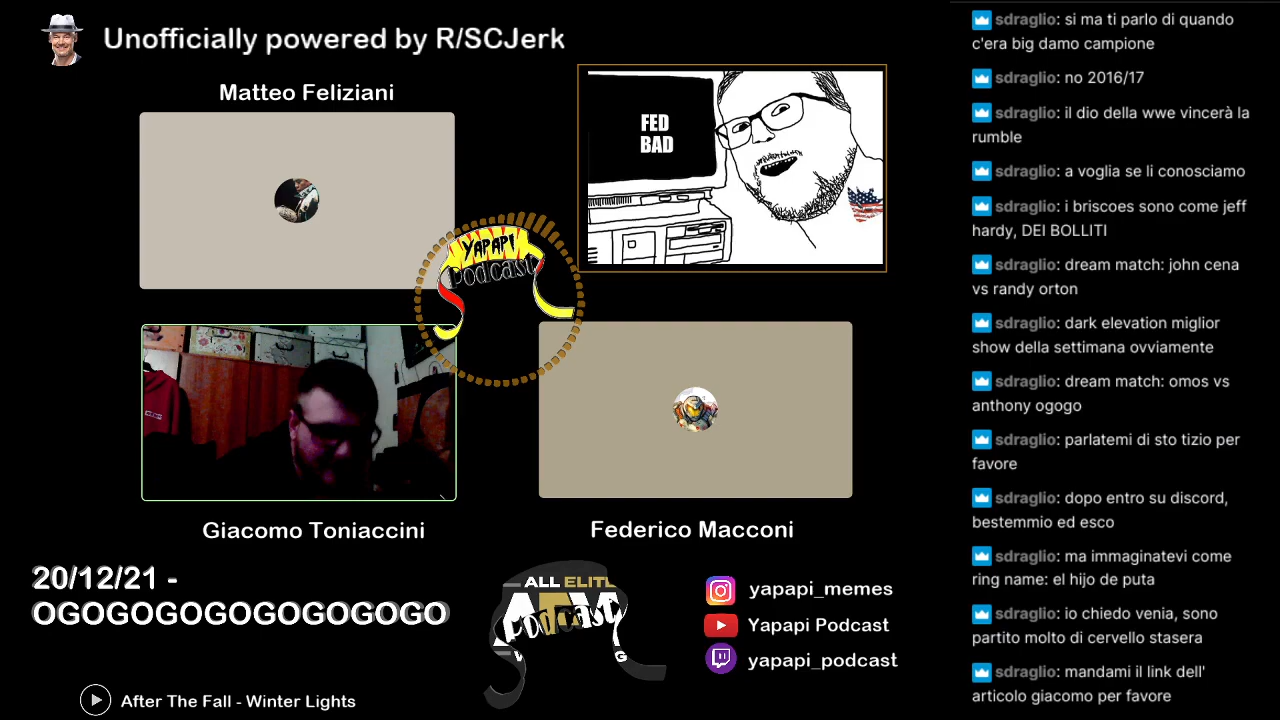 Unofficially powered by R/SCJerk
Matteo Feliziani
FED
BAD
YAPAPI
Podcast
Giacomo Toniaccini
Federico Macconi
20/12/21 -
OGOGOGOGOGOGOGOGO
ALL ELITE
Podcast
yapapi_memes
Yapapi Podcast
yapapi_podcast
After The Fall - Winter Lights
sdraglio: si ma ti parlo di quando
c'era big damo campione
sdraglio: no 2016/17
sdraglio: il dio della wwe vincerà la
rumble
sdraglio: a voglia se li conosciamo
sdraglio: i briscoes sono come jeff
hardy, DEI BOLLITI
sdraglio: dream match: john cena
vs randy orton
sdraglio: dark elevation miglior
show della settimana ovviamente
sdraglio: dream match: omos vs
anthony ogogo
sdraglio: parlatemi di sto tizio per
favore
sdraglio: dopo entro su discord,
bestemmio ed esco
sdraglio: ma immaginatevi come
ring name: el hijo de puta
sdraglio: io chiedo venia, sono
partito molto di cervello stasera
sdraglio: mandami il link dell'
articolo giacomo per favore